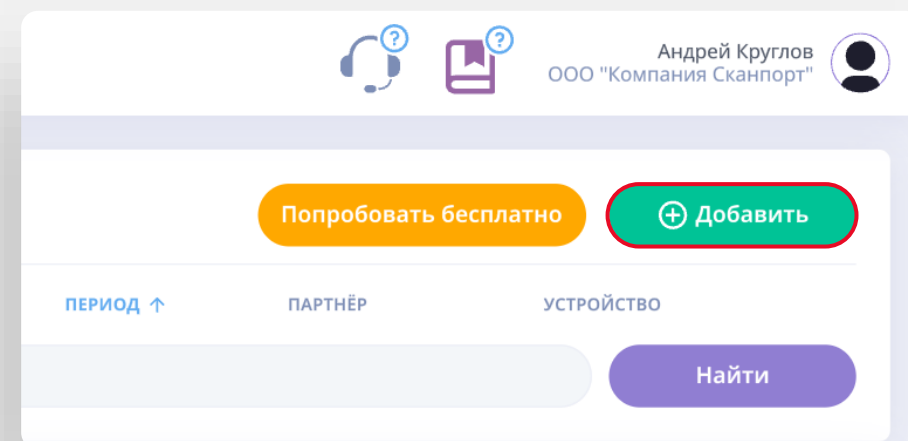 ?
?
Андрей Круглов
ООО "Компания Сканпорт"
Попробовать бесплатно
Добавить
ПЕРИОД ↑
ПАРТНЁР
УСТРОЙСТВО
Найти